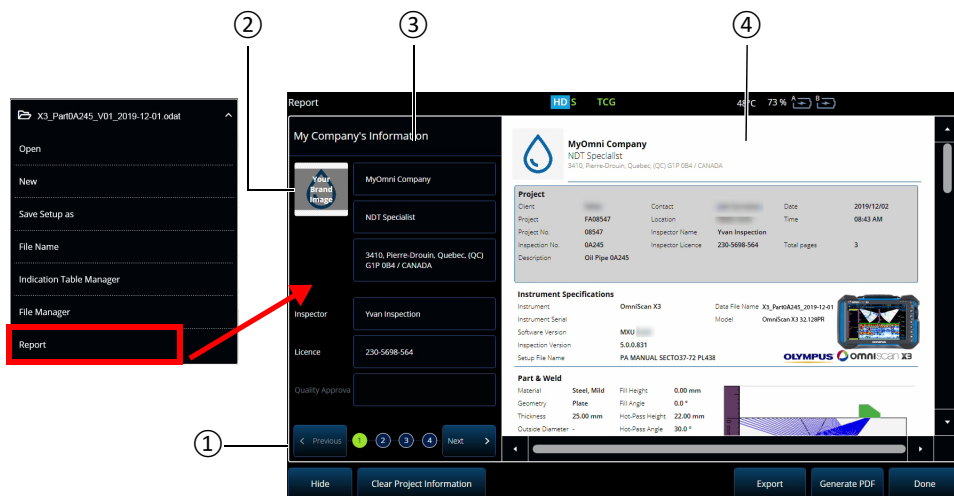 ②
③
④
X3_Part0A245_V01_2019-12-01.odat
Open
New
Save Setup as
File Name
Indication Table Manager
File Manager
Report
Report
HD S TCG 48°C 73 % A B
My Company's Information
Your
Brand
Image
MyOmni Company
NDT Specialist
3410, Pierre-Drouin, Quebec, (QC)
G1P 0B4 / CANADA
Inspector Yvan Inspection
Licence 230-5698-564
Quality Approva
①
< Previous 1 2 3 4 Next >
MyOmni Company
NDT Specialist
3410, Pierre-Drouin, Quebec, (QC) G1P 0B4 / CANADA
Project
Client Contact Date 2019/12/02
Project FA08547 Location Time 08:43 AM
Project No. 08547 Inspector Name Yvan Inspection
Inspection No. 0A245 Inspector Licence 230-5698-564 Total pages 3
Description Oil Pipe 0A245
Instrument Specifications
Instrument OmniScan X3 Data File Name X3_Part0A245_2019-12-01
Instrument Serial Model OmniScan X3 32.128PR
Software Version MXU
Inspection Version 5.0.0.831
Setup File Name PA MANUAL SECTO37-72 PL438
OLYMPUS omniscan X3
Part & Weld
Material Steel, Mild Fill Height 0.00 mm
Geometry Plate Fill Angle 0.0 °
Thickness 25.00 mm Hot-Pass Height 22.00 mm
Outside Diameter - Hot-Pass Angle 30.0 °
Hide Clear Project Information Export Generate PDF Done